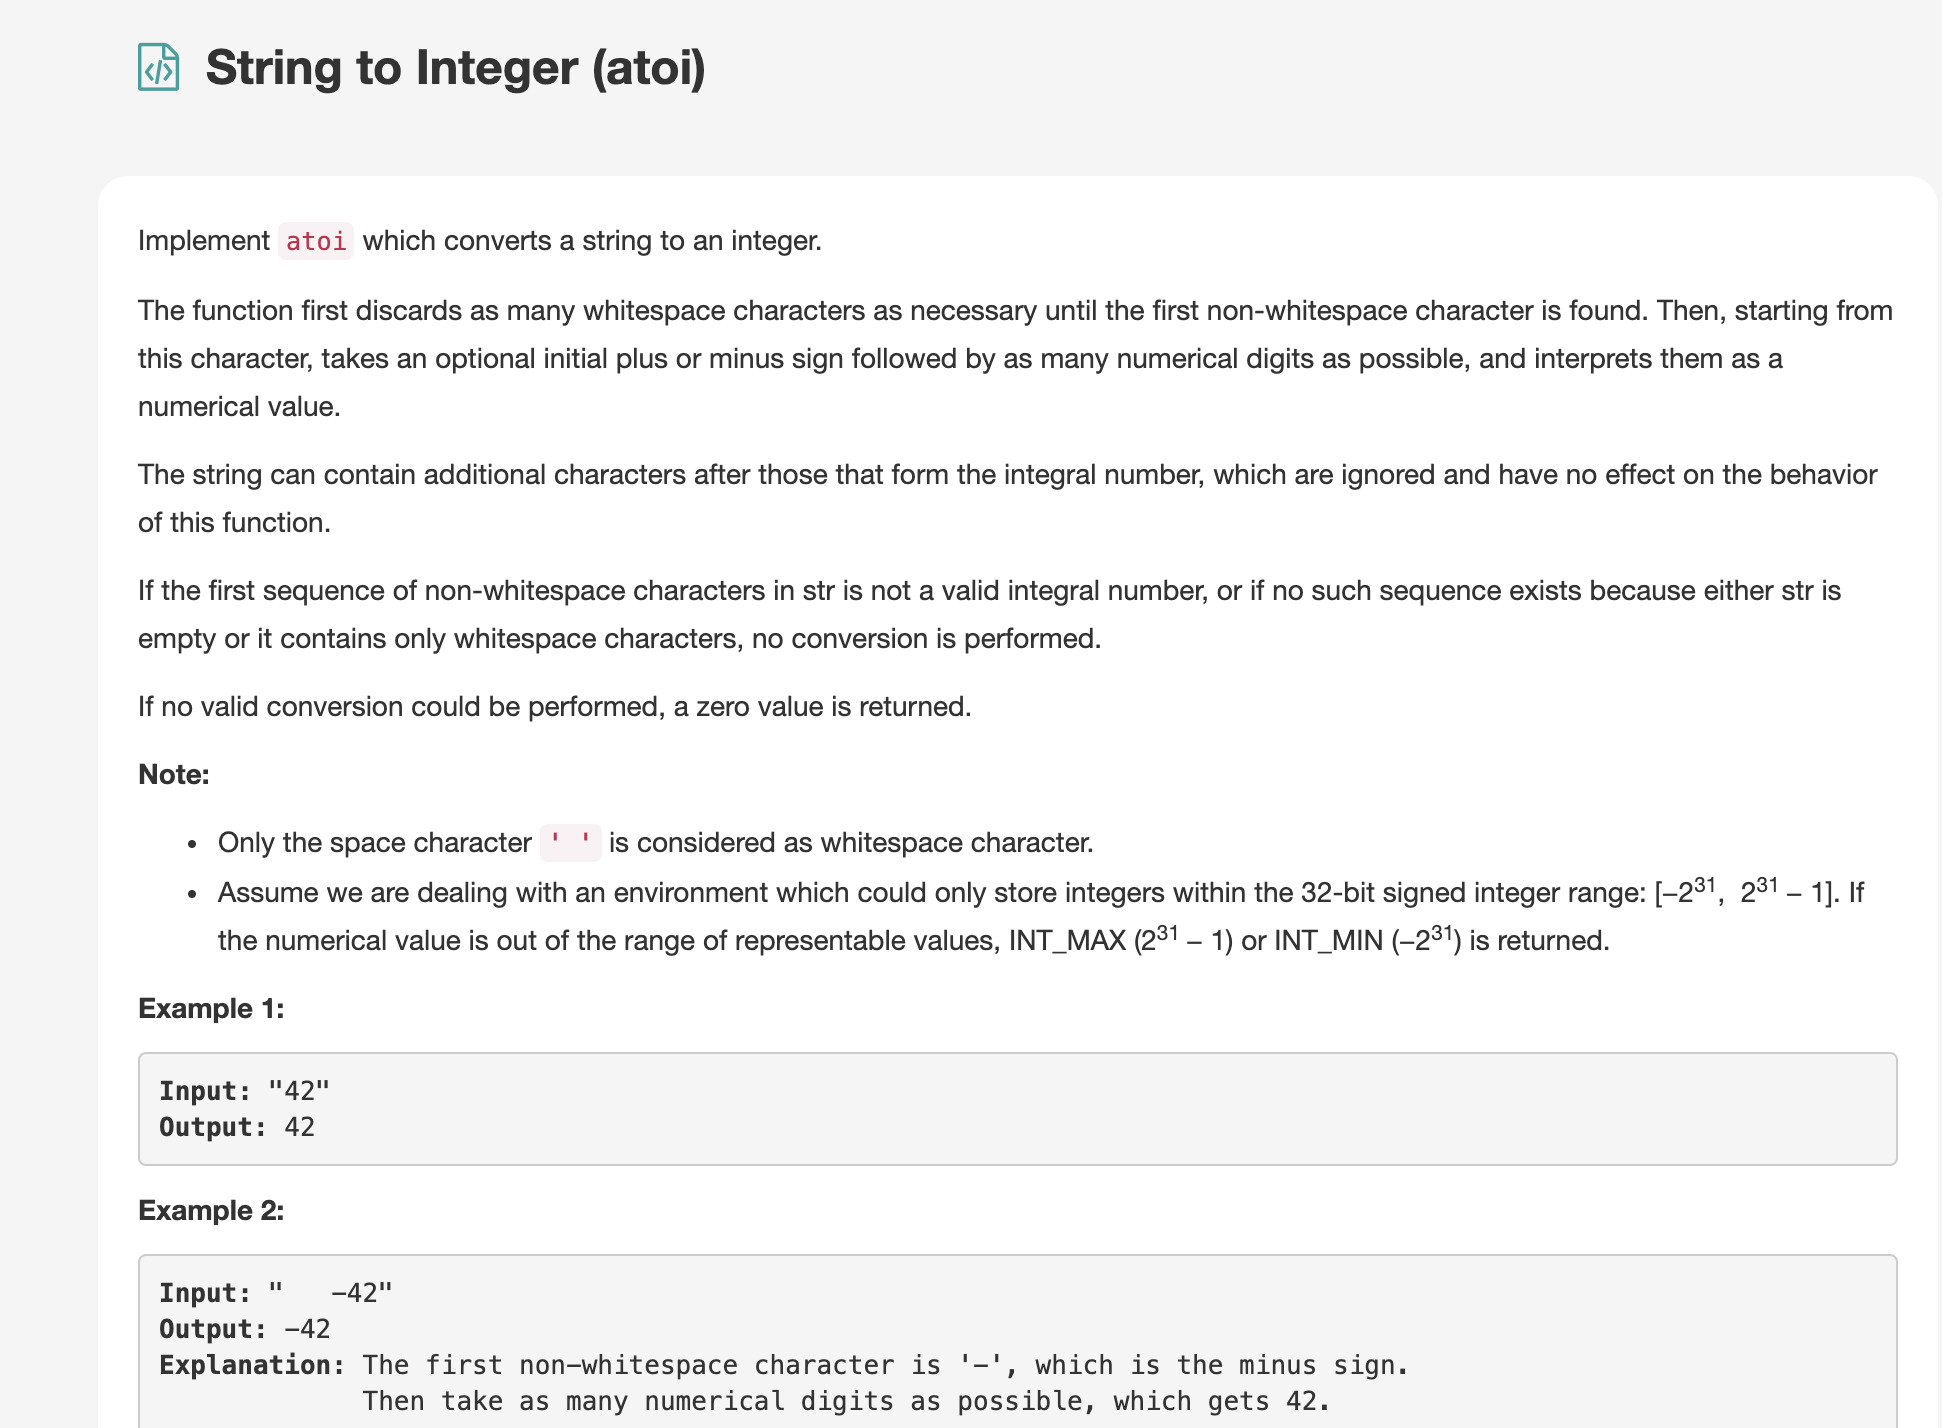 </> String to Integer (atoi)
Implement atoi which converts a string to an integer.
The function first discards as many whitespace characters as necessary until the first non-whitespace character is found. Then, starting from
this character, takes an optional initial plus or minus sign followed by as many numerical digits as possible, and interprets them as a
numerical value.
The string can contain additional characters after those that form the integral number, which are ignored and have no effect on the behavior
of this function.
If the first sequence of non-whitespace characters in str is not a valid integral number, or if no such sequence exists because either str is
empty or it contains only whitespace characters, no conversion is performed.
If no valid conversion could be performed, a zero value is returned.
Note:
• Only the space character ' ' is considered as whitespace character.
• Assume we are dealing with an environment which could only store integers within the 32-bit signed integer range: [−2³¹, 2³¹ − 1]. If
the numerical value is out of the range of representable values, INT_MAX (2³¹ − 1) or INT_MIN (−2³¹) is returned.
Example 1:
Input: "42"
Output: 42
Example 2:
Input: "   -42"
Output: -42
Explanation: The first non-whitespace character is '-', which is the minus sign.
Then take as many numerical digits as possible, which gets 42.